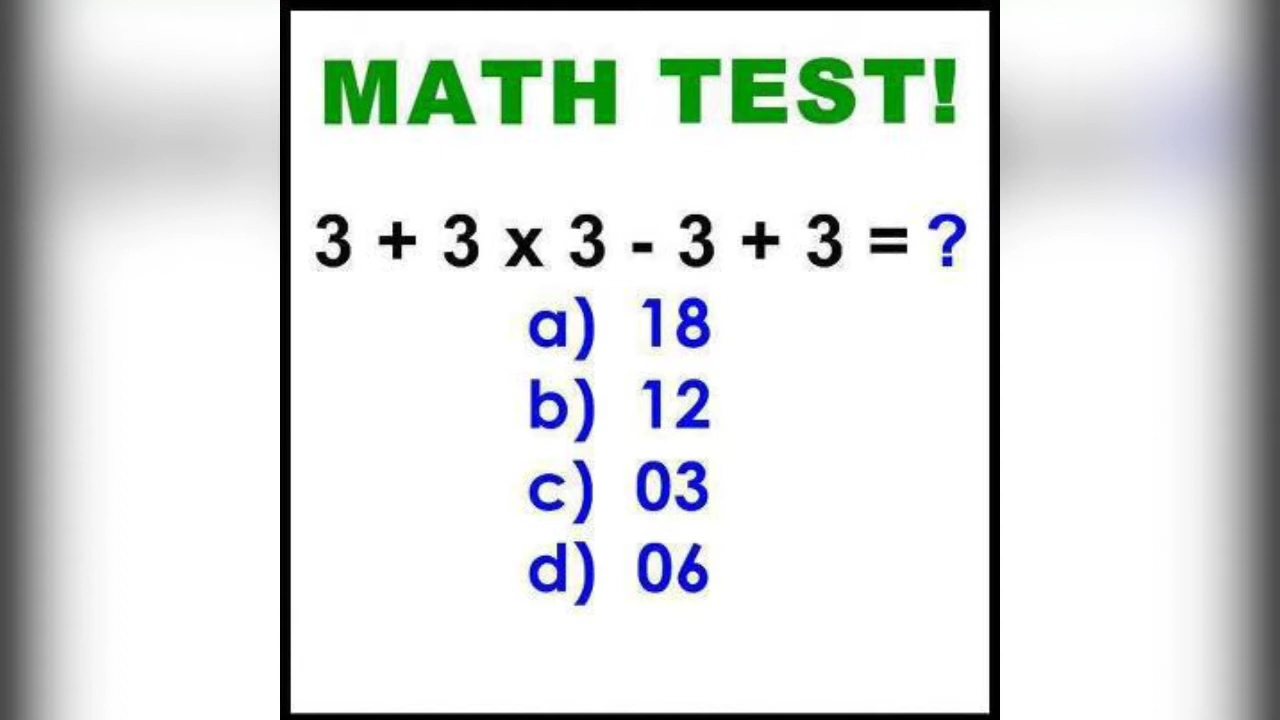 MATH TEST!
3 + 3 x 3 - 3 + 3 = ?
a) 18
b) 12
c) 03
d) 06